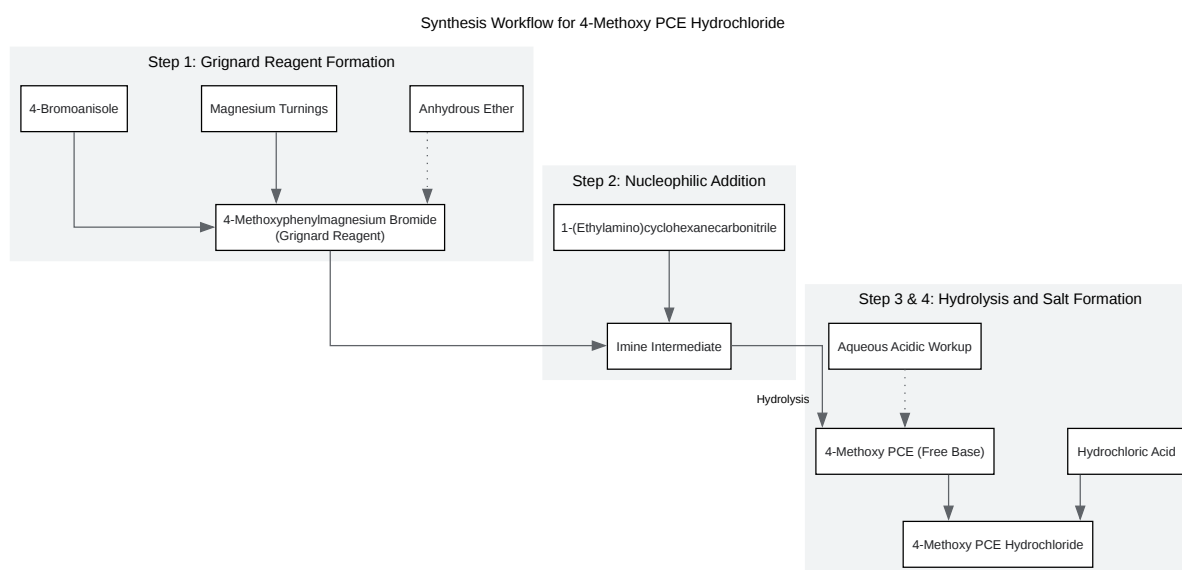 Synthesis Workflow for 4-Methoxy PCE Hydrochloride
Step 1: Grignard Reagent Formation
4-Bromoanisole
Magnesium Turnings
Anhydrous Ether
4-Methoxyphenylmagnesium Bromide
(Grignard Reagent)
Step 2: Nucleophilic Addition
1-(Ethylamino)cyclohexanecarbonitrile
Imine Intermediate
Step 3 & 4: Hydrolysis and Salt Formation
Aqueous Acidic Workup
Hydrolysis
4-Methoxy PCE (Free Base)
Hydrochloric Acid
4-Methoxy PCE Hydrochloride